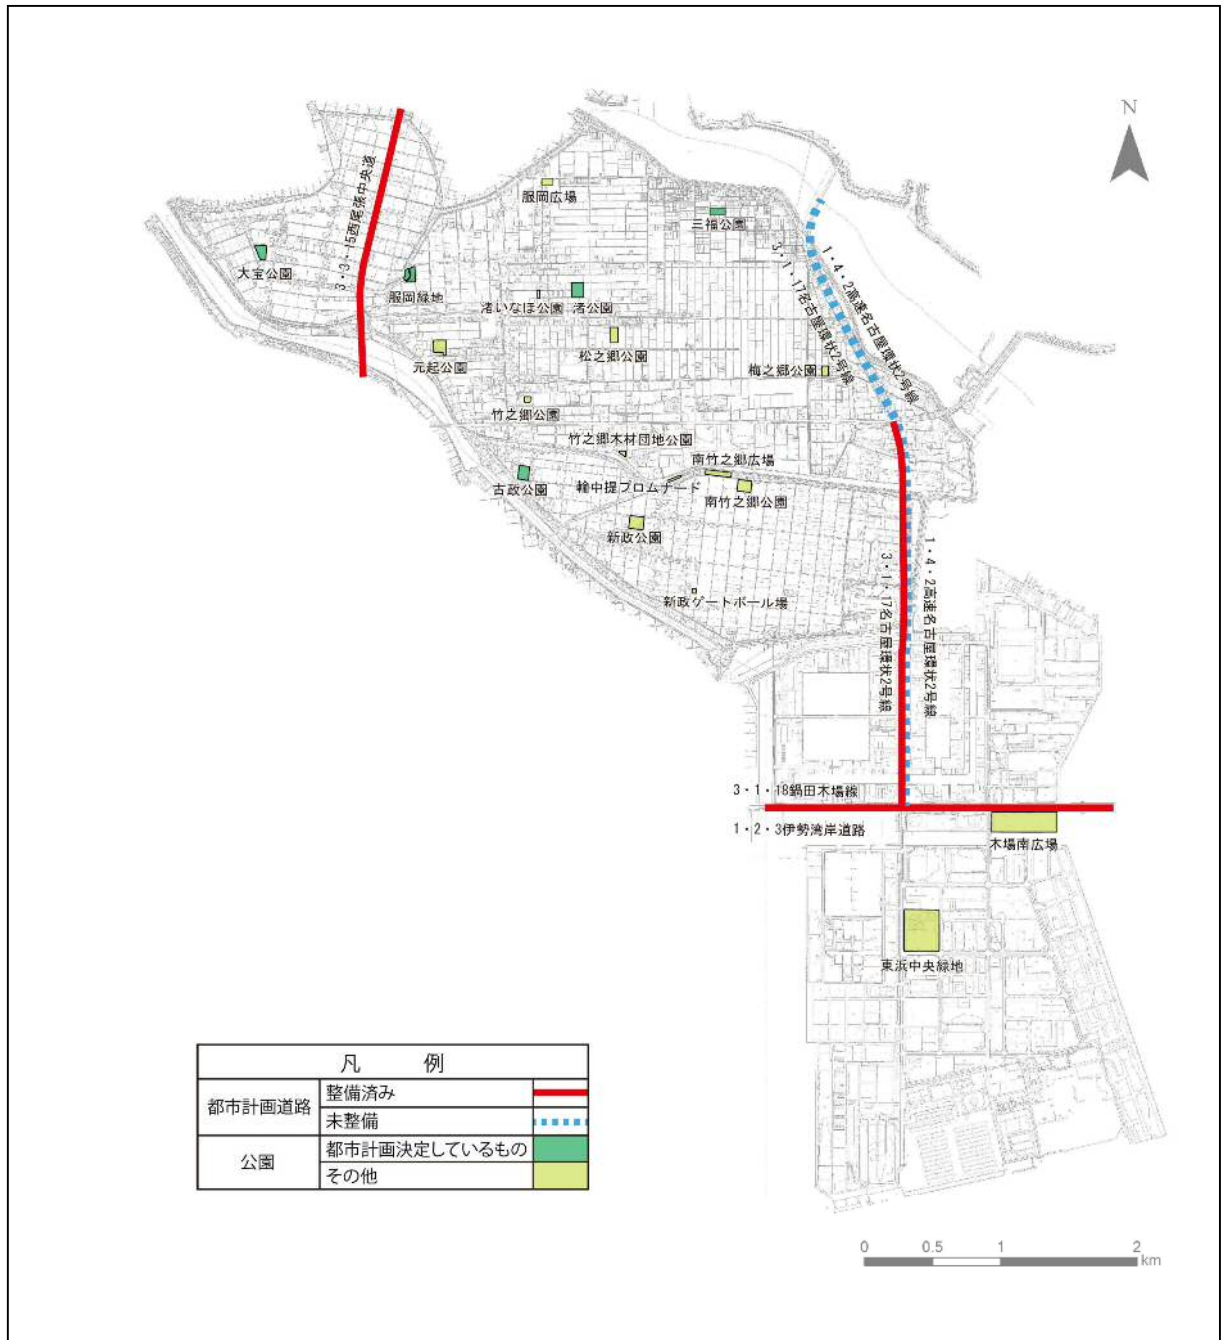 N
服岡広場
三福公園
3・3・15西尾張中央道
大宝公園
服岡緑地
渚いなほ公園
渚公園
3・1・17名古屋環状2号線
1・4・2高速名古屋環状2号線
元起公園
松之郷公園
梅之郷公園
竹之郷公園
竹之郷木材団地公園
南竹之郷広場
古政公園
輪中提プロムナード
南竹之郷公園
新政公園
新政ゲートボール場
3・1・17名古屋環状2号線
1・4・2高速名古屋環状2号線
3・1・18鍋田木場線
1・2・3伊勢湾岸道路
木場南広場
東浜中央緑地
凡 例
都市計画道路
整備済み
未整備
公園
都市計画決定しているもの
その他
0 0.5 1 2
km